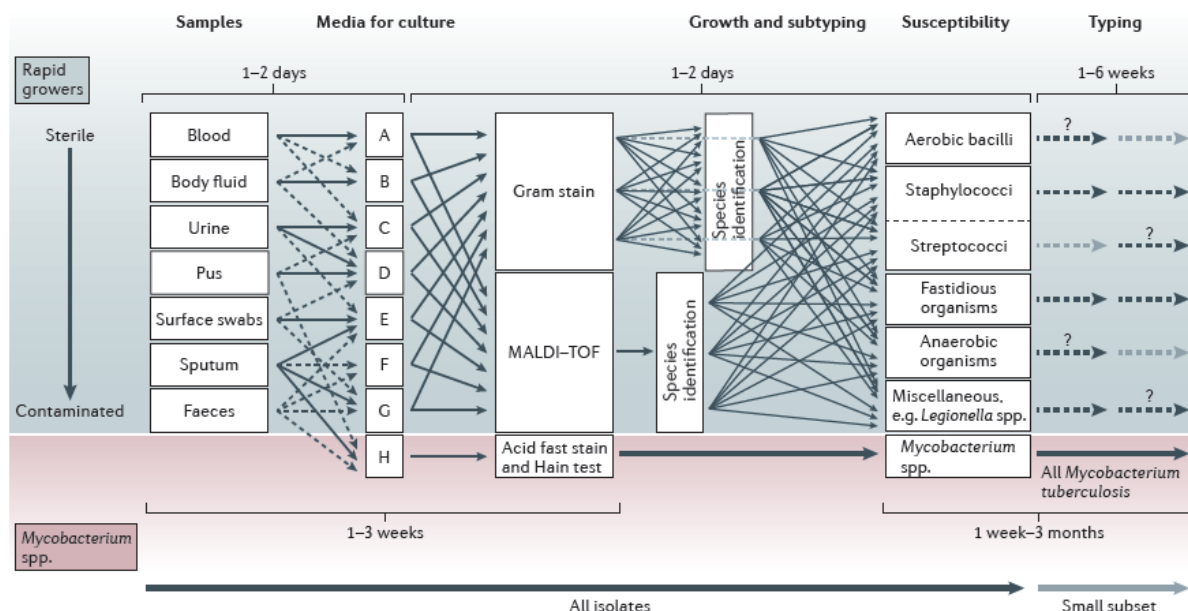 Samples
Media for culture
Growth and subtyping
Susceptibility
Typing
Rapid
growers
1–2 days
1–2 days
1–6 weeks
Sterile
Contaminated
Blood
Body fluid
Urine
Pus
Surface swabs
Sputum
Faeces
A
B
C
D
E
F
G
H
Gram stain
MALDI–TOF
Acid fast stain
and Hain test
Species
identification
Species
identification
Aerobic bacilli
Staphylococci
Streptococci
Fastidious
organisms
Anaerobic
organisms
Miscellaneous,
e.g. Legionella spp.
Mycobacterium
spp.
?
?
?
?
All Mycobacterium
tuberculosis
Mycobacterium
spp.
1–3 weeks
1 week–3 months
All isolates
Small subset